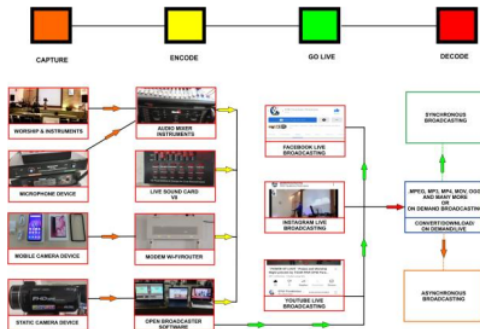 CAPTURE
ENCODE
GO LIVE
DECODE
WORSHIP & INSTRUMENTS
AUDIO MIXER
INSTRUMENTS
MICROPHONE DEVICE
LIVE SOUND CARD
V8
MOBILE CAMERA DEVICE
MODEM WI-FI/ROUTER
STATIC CAMERA DEVICE
OPEN BROADCASTER
SOFTWARE
FACEBOOK LIVE
BROADCASTING
INSTAGRAM LIVE
BROADCASTING
YOUTUBE LIVE
BROADCASTING
SYNCHRONOUS
BROADCASTING
MPEG, MP3, MP4, MOV, OGG
AND MANY MORE
OR
ON DEMAND BROADCASTING
CONVERT/DOWNLOAD/
ON DEMAND/LIVE
ASYNCHRONOUS
BROADCASTING